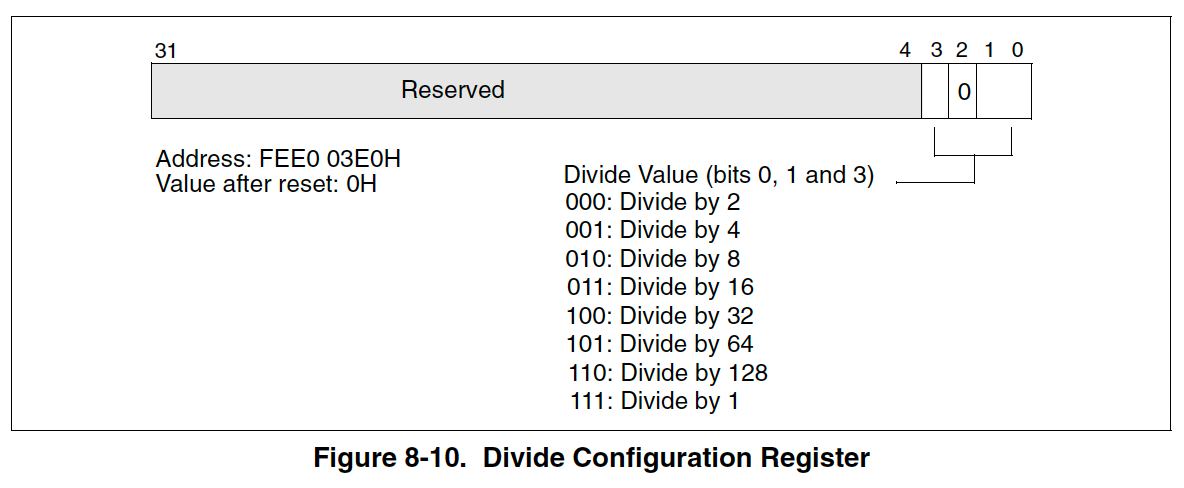 31 4 3 2 1 0
Reserved 0
Address: FEE0 03E0H
Value after reset: 0H
Divide Value (bits 0, 1 and 3)
000: Divide by 2
001: Divide by 4
010: Divide by 8
011: Divide by 16
100: Divide by 32
101: Divide by 64
110: Divide by 128
111: Divide by 1
Figure 8-10. Divide Configuration Register